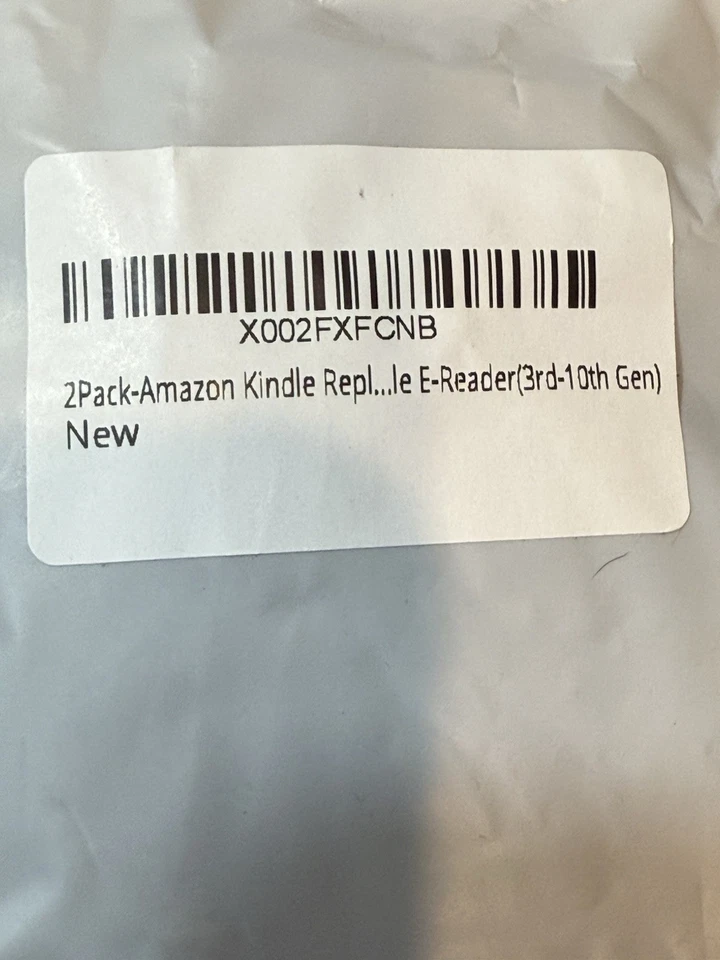 X002FXFCNB
2Pack-Amazon Kindle Repl...le E-Reader(3rd-10th Gen)
New